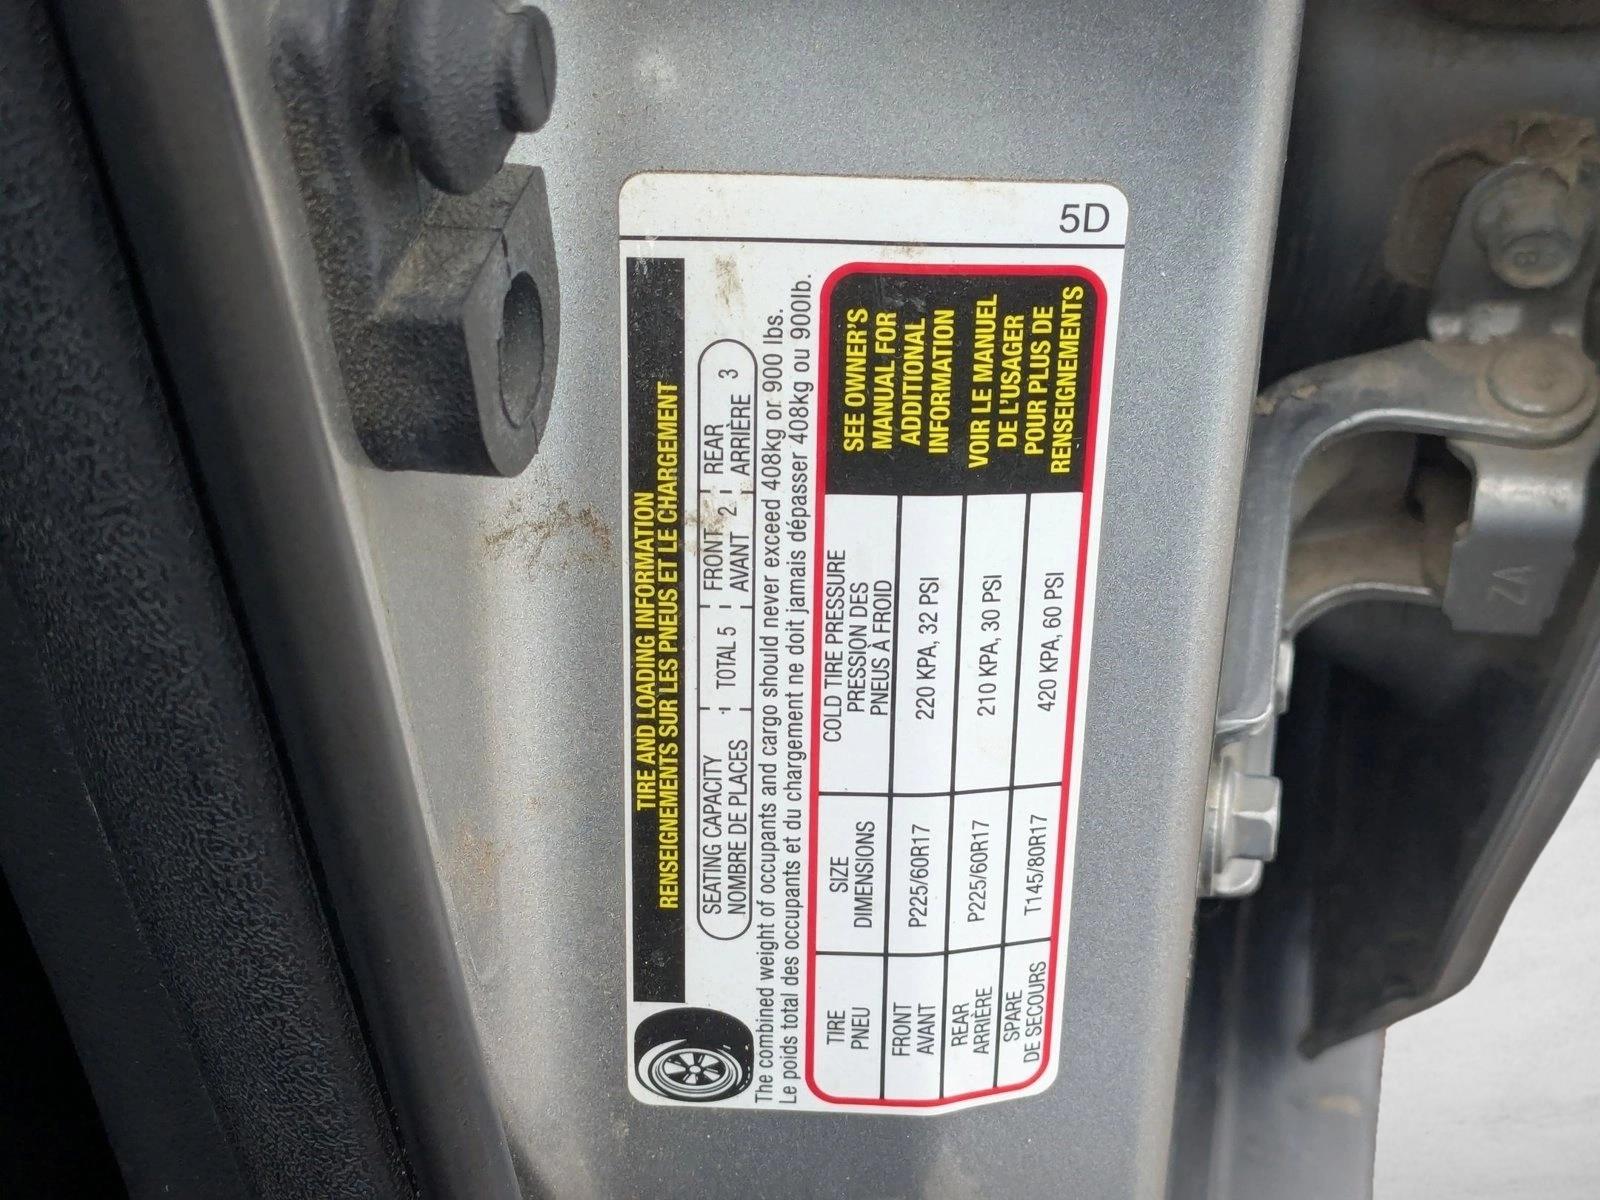 5D
TIRE AND LOADING INFORMATION
RENSEIGNEMENTS SUR LES PNEUS ET LE CHARGEMENT
SEATING CAPACITY TOTAL 5 FRONT 2 REAR 3
NOMBRE DE PLACES AVANT ARRIÈRE
The combined weight of occupants and cargo should never exceed 408kg or 900 lbs.
Le poids total des occupants et du chargement ne doit jamais dépasser 408kg ou 900lb.
TIRE
PNEU
SIZE
DIMENSIONS
COLD TIRE PRESSURE
PRESSION DES
PNEUS À FROID
FRONT
AVANT
P225/60R17
220 KPA, 32 PSI
REAR
ARRIÈRE
P225/60R17
210 KPA, 30 PSI
SPARE
DE SECOURS
T145/80R17
420 KPA, 60 PSI
SEE OWNER'S
MANUAL FOR
ADDITIONAL
INFORMATION
VOIR LE MANUEL
DE L'USAGER
POUR PLUS DE
RENSEIGNEMENTS